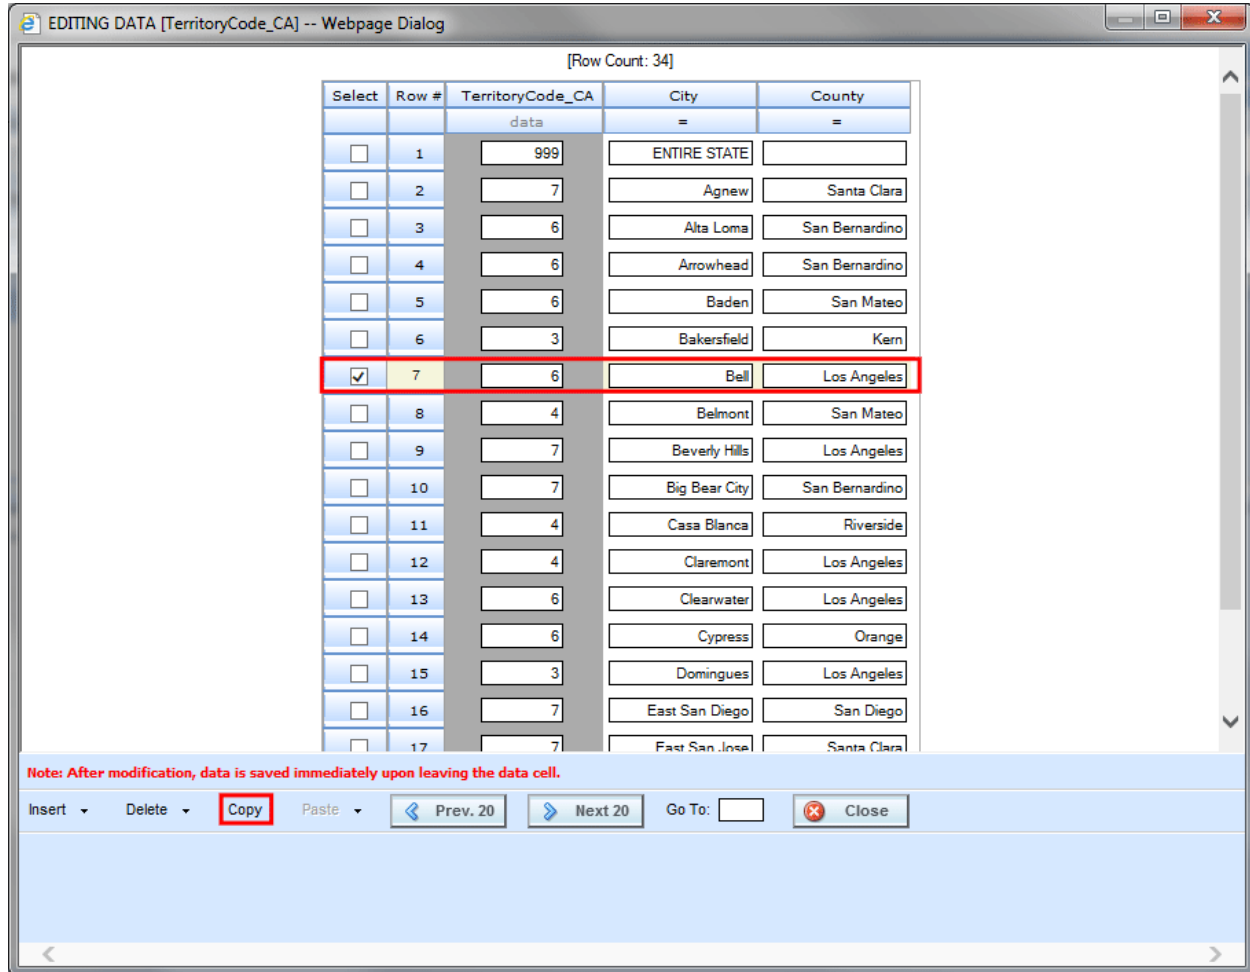 EDITING DATA [TerritoryCode_CA] -- Webpage Dialog
[Row Count: 34]
Select Row # TerritoryCode_CA City County
data = =
1 999 ENTIRE STATE
2 7 Agnew Santa Clara
3 6 Alta Loma San Bernardino
4 6 Arrowhead San Bernardino
5 6 Baden San Mateo
6 3 Bakersfield Kern
7 6 Bell Los Angeles
8 4 Belmont San Mateo
9 7 Beverly Hills Los Angeles
10 7 Big Bear City San Bernardino
11 4 Casa Blanca Riverside
12 4 Claremont Los Angeles
13 6 Clearwater Los Angeles
14 6 Cypress Orange
15 3 Domingues Los Angeles
16 7 East San Diego San Diego
17 7 East San Jose Santa Clara
Note: After modification, data is saved immediately upon leaving the data cell.
Insert Delete Copy Paste Prev. 20 Next 20 Go To: Close